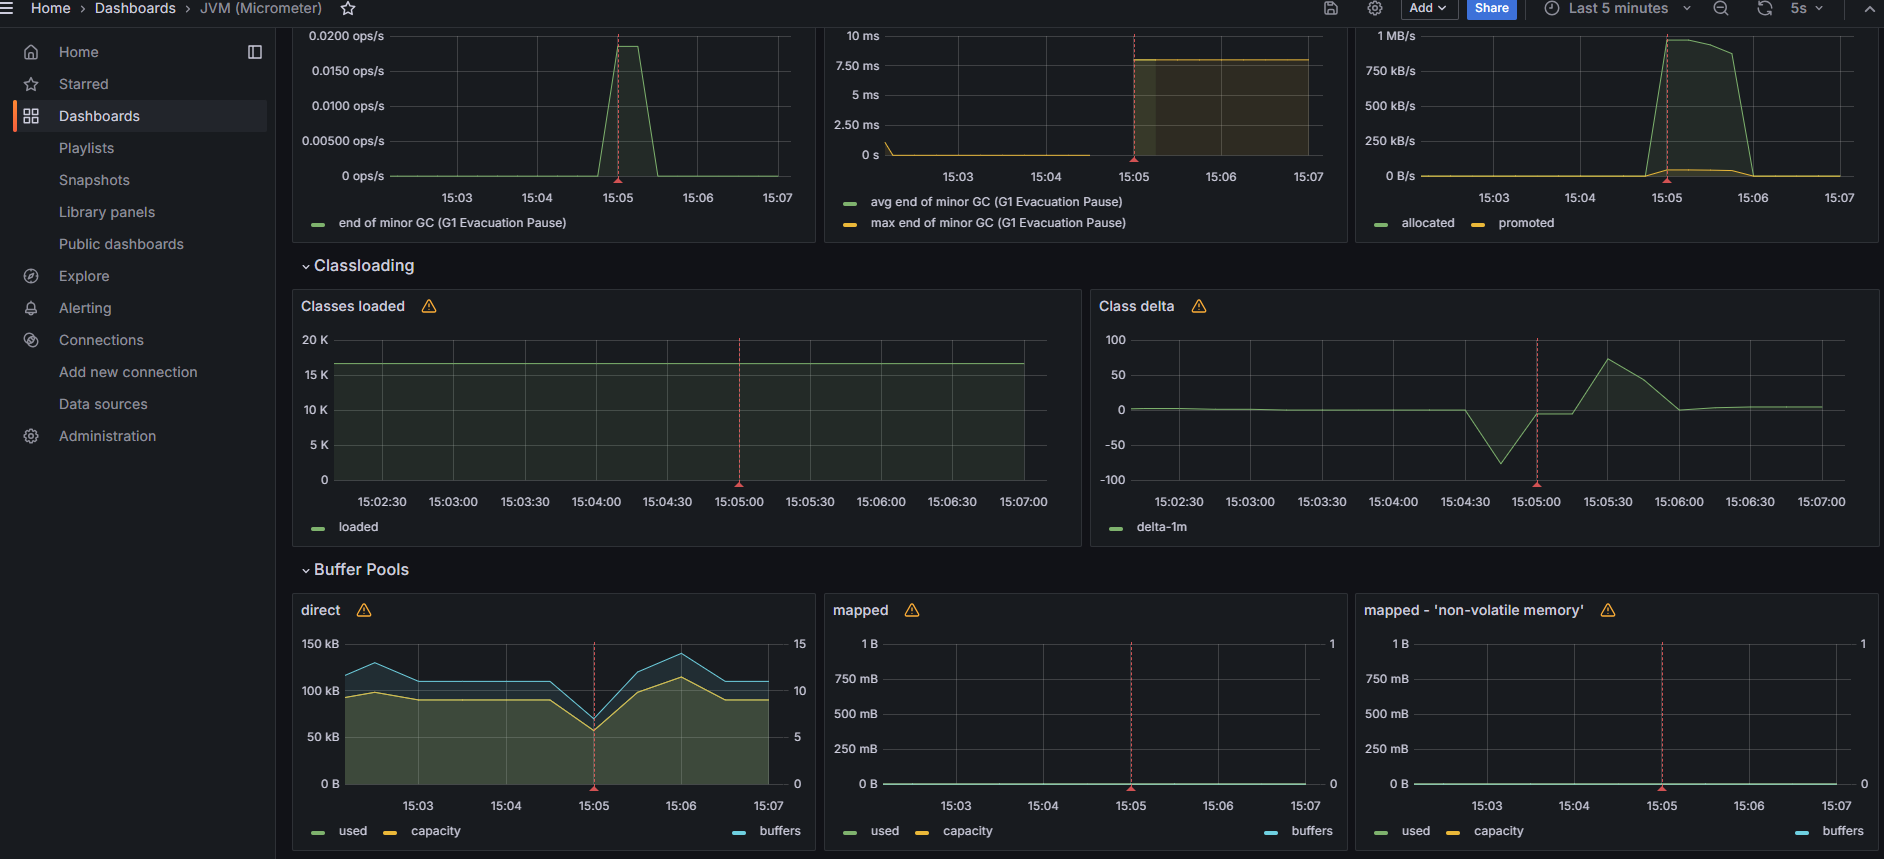 Home › Dashboards › JVM (Micrometer)
Add
Share
Last 5 minutes
5s
Home
Starred
Dashboards
Playlists
Snapshots
Library panels
Public dashboards
Explore
Alerting
Connections
Add new connection
Data sources
Administration
0.0200 ops/s
0.0150 ops/s
0.0100 ops/s
0.00500 ops/s
0 ops/s
15:03 15:04 15:05 15:06 15:07
end of minor GC (G1 Evacuation Pause)
10 ms
7.50 ms
5 ms
2.50 ms
0 s
15:03 15:04 15:05 15:06 15:07
avg end of minor GC (G1 Evacuation Pause)
max end of minor GC (G1 Evacuation Pause)
1 MB/s
750 kB/s
500 kB/s
250 kB/s
0 B/s
15:03 15:04 15:05 15:06 15:07
allocated promoted
Classloading
Classes loaded
20 K
15 K
10 K
5 K
0
15:02:30 15:03:00 15:03:30 15:04:00 15:04:30 15:05:00 15:05:30 15:06:00 15:06:30 15:07:00
loaded
Class delta
100
50
0
-50
-100
15:02:30 15:03:00 15:03:30 15:04:00 15:04:30 15:05:00 15:05:30 15:06:00 15:06:30 15:07:00
delta-1m
Buffer Pools
direct
150 kB 15
100 kB 10
50 kB 5
0 B 0
15:03 15:04 15:05 15:06 15:07
used capacity buffers
mapped
1 B 1
750 mB
500 mB
250 mB
0 B 0
15:03 15:04 15:05 15:06 15:07
used capacity buffers
mapped - 'non-volatile memory'
1 B 1
750 mB
500 mB
250 mB
0 B 0
15:03 15:04 15:05 15:06 15:07
used capacity buffers